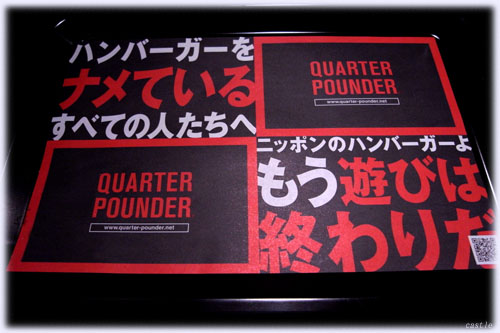 ハンバーガーを
ナメている
すべての人たちへ
QUARTER
POUNDER
www.quarter-pounder.net
QUARTER
POUNDER
www.quarter-pounder.net
ニッポンのハンバーガーよ
もう遊びは
終わりだ
castle